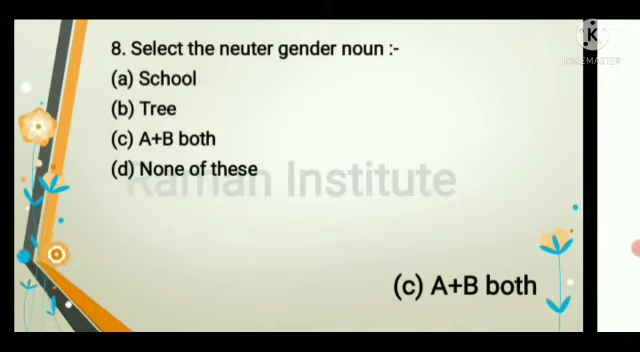 8. Select the neuter gender noun :-
(a) School
(b) Tree
(c) A+B both
(d) None of these
Raman Institute
(c) A+B both
K